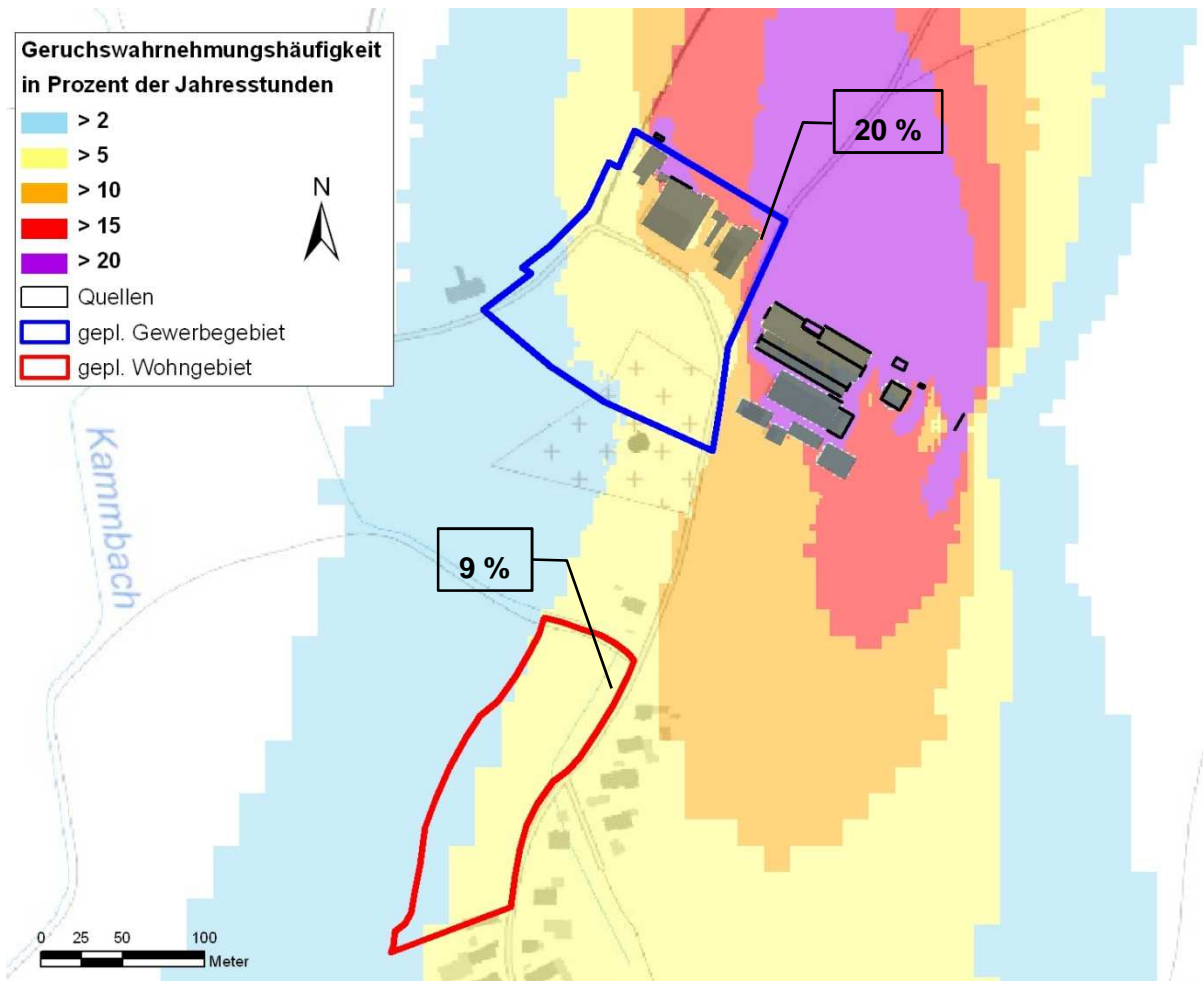 Geruchswahrnehmungshäufigkeit
in Prozent der Jahresstunden
> 2
> 5
> 10
> 15
> 20
Quellen
gepl. Gewerbegebiet
gepl. Wohngebiet
N
20 %
Kammbach
9 %
0 25 50 100
Meter